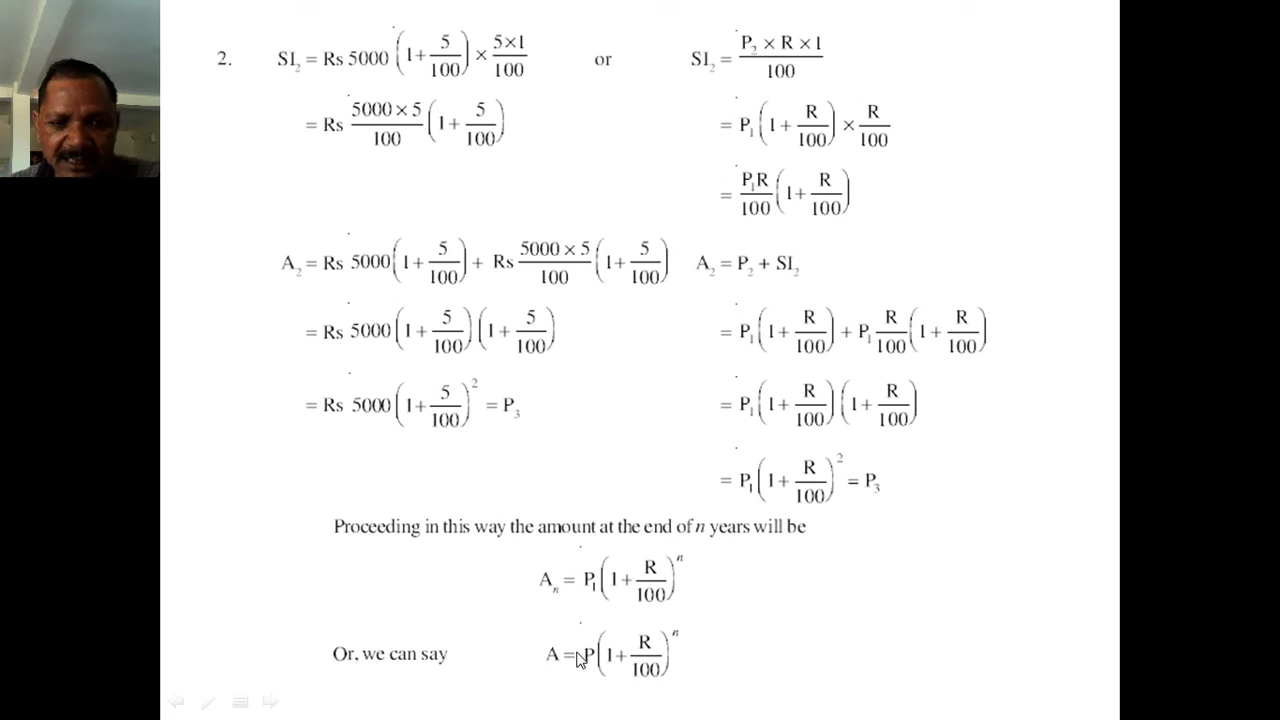 2. SI₂ = Rs 5000 (1 + 5/100) × 5×1/100 or SI₂ = P₂ × R × 1/100
= Rs 5000 × 5/100 (1 + 5/100) = P₁ (1 + R/100) × R/100
= P₁R/100 (1 + R/100)
A₂ = Rs 5000 (1 + 5/100) + Rs 5000 × 5/100 (1 + 5/100) A₂ = P₂ + SI₂
= Rs 5000 (1 + 5/100) (1 + 5/100) = P₁ (1 + R/100) + P₁ R/100 (1 + R/100)
= Rs 5000 (1 + 5/100)² = P₃ = P₁ (1 + R/100) (1 + R/100)
= P₁ (1 + R/100)² = P₃
Proceeding in this way the amount at the end of n years will be
Aₙ = P₁ (1 + R/100)ⁿ
Or, we can say A = P (1 + R/100)ⁿ